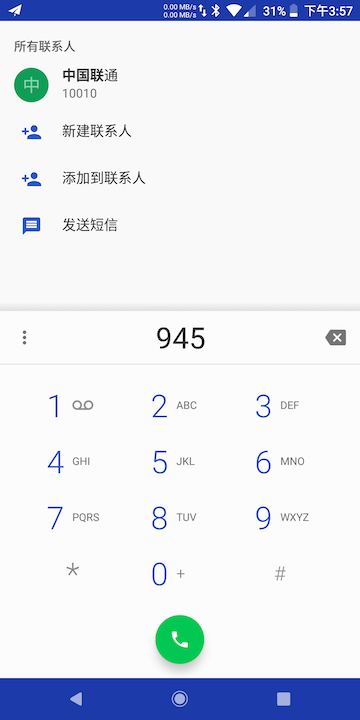 0.00 MB/s
0.00 MB/s
31% 下午3:57
所有联系人
中 中国联通
10010
新建联系人
添加到联系人
发送短信
945
1 2 ABC 3 DEF
4 GHI 5 JKL 6 MNO
7 PQRS 8 TUV 9 WXYZ
* 0 + #